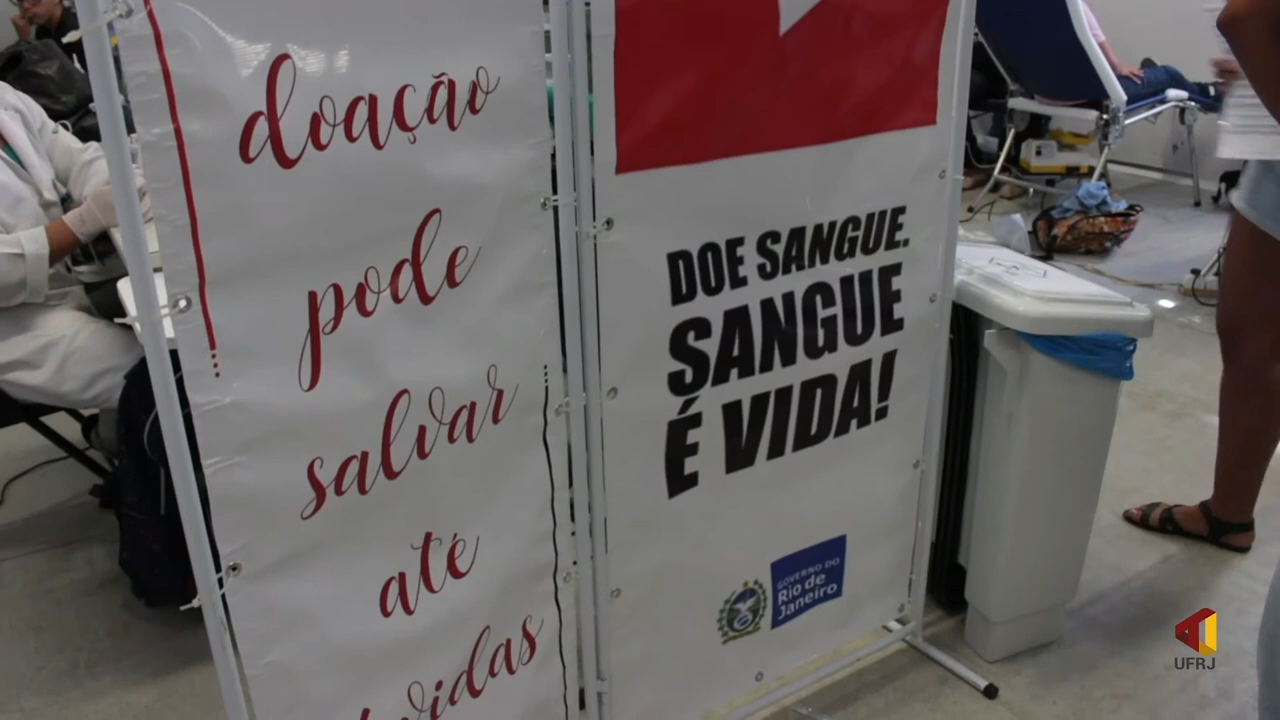 doação
pode
salvar
até
vidas
DOE SANGUE.
SANGUE
É VIDA!
GOVERNO DO
Rio de
Janeiro
UFRJ